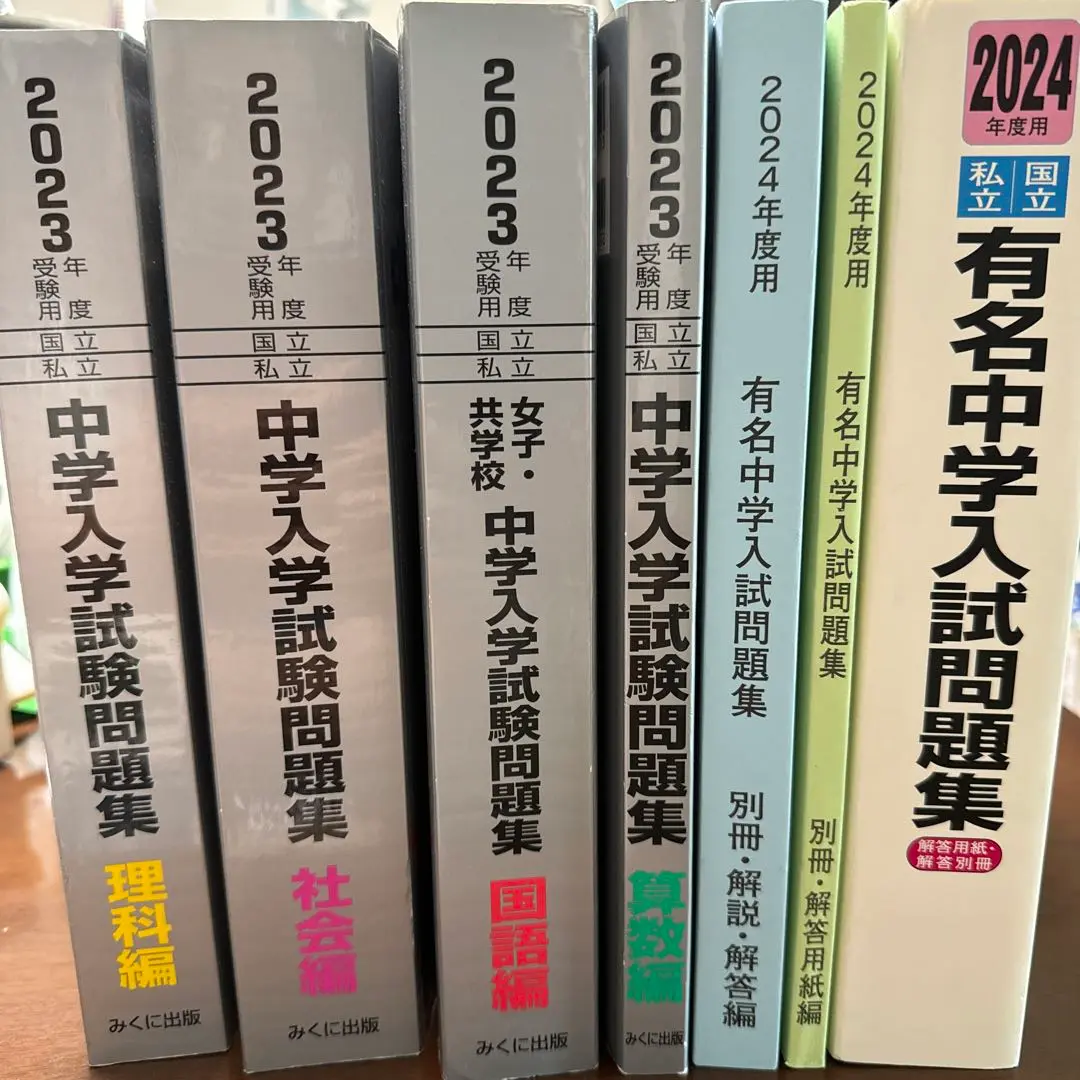 2023年度受験用
国立
私立
中学入学試験問題集
理科編
みくに出版
2023年度受験用
国立
私立
中学入学試験問題集
社会編
みくに出版
2023年度受験用
国立
私立
女子・共学校
中学入学試験問題集
国語編
みくに出版
2023年度受験用
国立
私立
中学入学試験問題集
算数編
みくに出版
2024年度用
有名中学入試問題集
別冊・解説・解答編
2024年度用
有名中学入試問題集
別冊・解答用紙編
2024
年度用
国立
私立
有名中学入試問題集
解答用紙・
解答別冊